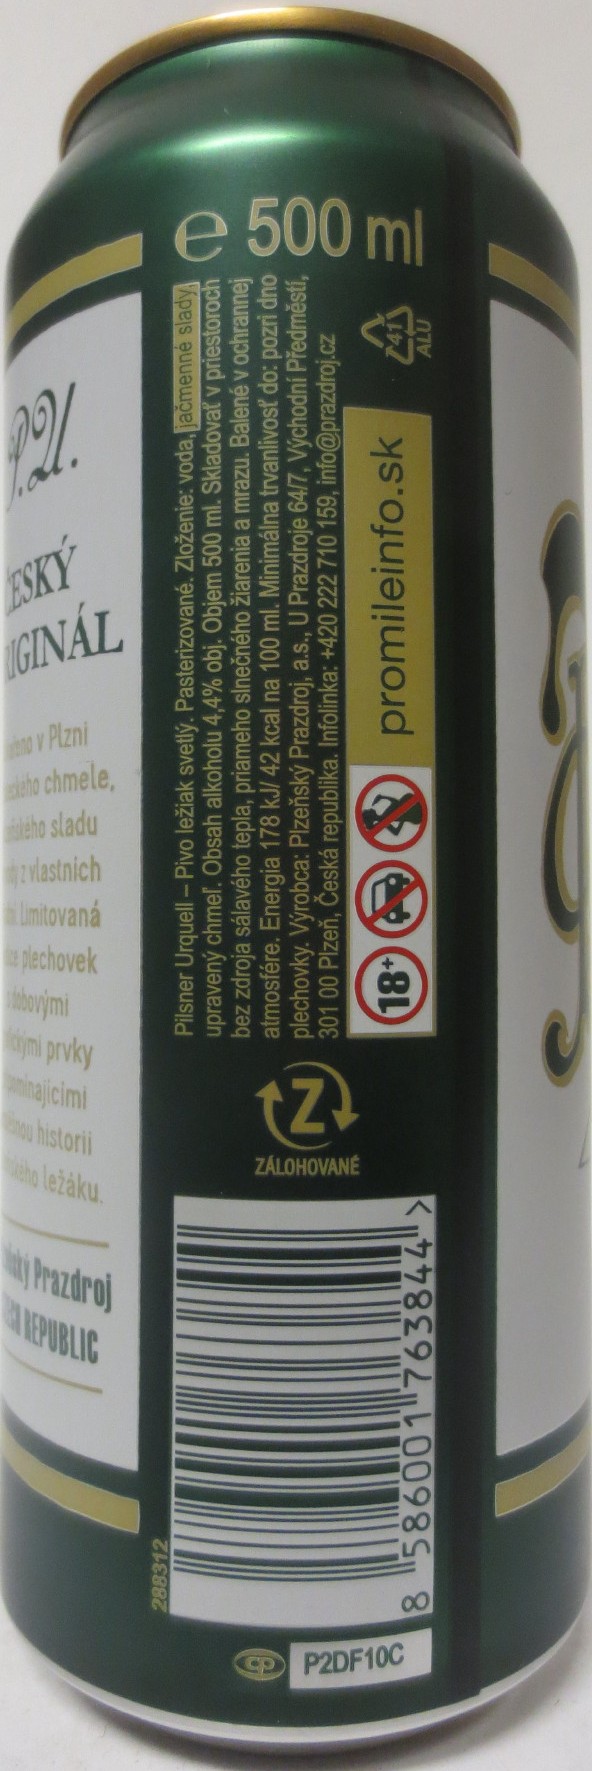 e 500 ml
Pilsner Urquell – Pivo ležiak svetlý. Pasterizované. Zloženie: voda, jačmenné slady,
upravený chmeľ. Obsah alkoholu 4,4% obj. Objem 500 ml. Skladovať v priestoroch
bez zdroja sálavého tepla, priameho slnečného žiarenia a mrazu. Balené v ochrannej
atmosfére. Energia 178 kJ/ 42 kcal na 100 ml. Minimálna trvanlivosť do: pozri dno
plechovky. Výrobca: Plzeňský Prazdroj, a.s., U Prazdroje 64/7, Východní Předměstí,
301 00 Plzeň, Česká republika. Infolinka: +420 222 710 159, info@prazdroj.cz
41
ALU
18+
promileinfo.sk
Z
ZÁLOHOVANÉ
8 586001 763844 >
288312
cp
P2DF10C
P.U.
ČESKÝ
ORIGINÁL
v Plzni
chmele,
sladu
z vlastních
Limitovaná
plechovek
s dobovými
prvky
historii
ležáku.
Prazdroj
CZECH REPUBLIC